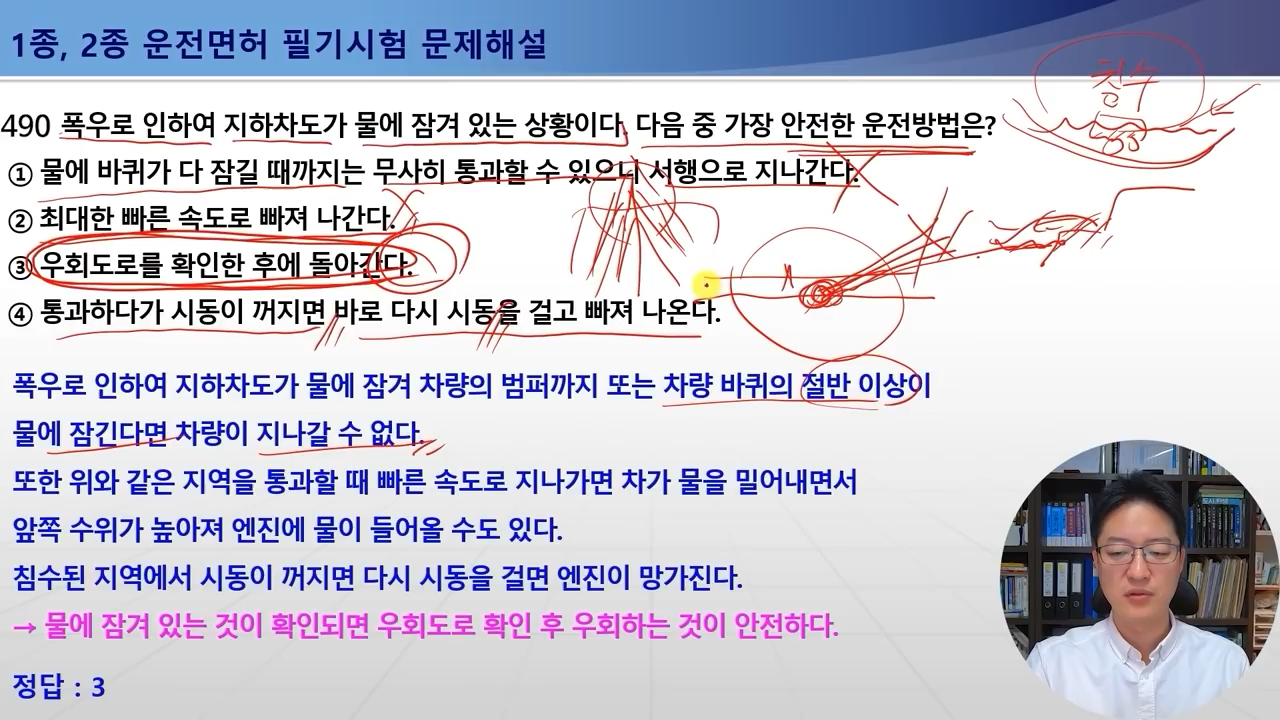 1종, 2종 운전면허 필기시험 문제해설
침수
490 폭우로 인하여 지하차도가 물에 잠겨 있는 상황이다, 다음 중 가장 안전한 운전방법은?
① 물에 바퀴가 다 잠길 때까지는 무사히 통과할 수 있으니 서행으로 지나간다.
② 최대한 빠른 속도로 빠져 나간다.
③ 우회도로를 확인한 후에 돌아간다.
④ 통과하다가 시동이 꺼지면 바로 다시 시동을 걸고 빠져 나온다.
폭우로 인하여 지하차도가 물에 잠겨 차량의 범퍼까지 또는 차량 바퀴의 절반 이상이
물에 잠긴다면 차량이 지나갈 수 없다.
또한 위와 같은 지역을 통과할 때 빠른 속도로 지나가면 차가 물을 밀어내면서
앞쪽 수위가 높아져 엔진에 물이 들어올 수도 있다.
침수된 지역에서 시동이 꺼지면 다시 시동을 걸면 엔진이 망가진다.
→ 물에 잠겨 있는 것이 확인되면 우회도로 확인 후 우회하는 것이 안전하다.
정답 : 3